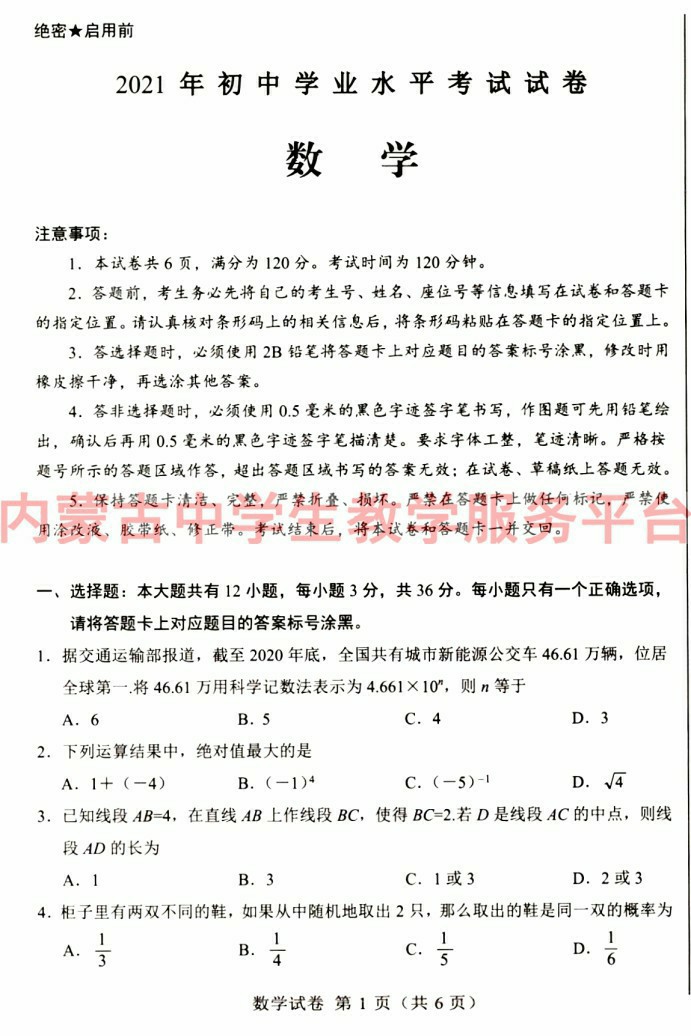 绝密★启用前
2021 年 初 中 学 业 水 平 考 试 试 卷
数 学
注意事项：
1．本试卷共 6 页，满分为 120 分。考试时间为 120 分钟。
2．答题前，考生务必先将自己的考生号、姓名、座位号等信息填写在试卷和答题卡
的指定位置。请认真核对条形码上的相关信息后，将条形码粘贴在答题卡的指定位置上。
3．答选择题时，必须使用 2B 铅笔将答题卡上对应题目的答案标号涂黑，修改时用
橡皮擦干净，再选涂其他答案。
4．答非选择题时，必须使用 0.5 毫米的黑色字迹签字笔书写，作图题可先用铅笔绘
出，确认后再用 0.5 毫米的黑色字迹签字笔描清楚。要求字体工整，笔迹清晰。严格按
题号所示的答题区域作答，超出答题区域书写的答案无效；在试卷、草稿纸上答题无效。
5．保持答题卡清洁、完整，严禁折叠、损坏。严禁在答题卡上做任何标记，严禁使
内蒙古中学生教学服务平台
用涂改液、胶带纸、修正带。考试结束后，将本试卷和答题卡一并交回。
一、选择题：本大题共有 12 小题，每小题 3 分，共 36 分。每小题只有一个正确选项，
请将答题卡上对应题目的答案标号涂黑。
1．据交通运输部报道，截至 2020 年底，全国共有城市新能源公交车 46.61 万辆，位居
全球第一.将 46.61 万用科学记数法表示为 4.661×10ⁿ，则 n 等于
A．6 B．5 C．4 D．3
2．下列运算结果中，绝对值最大的是
A．1+（−4） B．（−1）⁴ C．（−5）⁻¹ D．√4
3．已知线段 AB=4，在直线 AB 上作线段 BC，使得 BC=2.若 D 是线段 AC 的中点，则线
段 AD 的长为
A．1 B．3 C．1 或 3 D．2 或 3
4．柜子里有两双不同的鞋，如果从中随机地取出 2 只，那么取出的鞋是同一双的概率为
A．1/3 B．1/4 C．1/5 D．1/6
数学试卷 第 1 页（共 6 页）